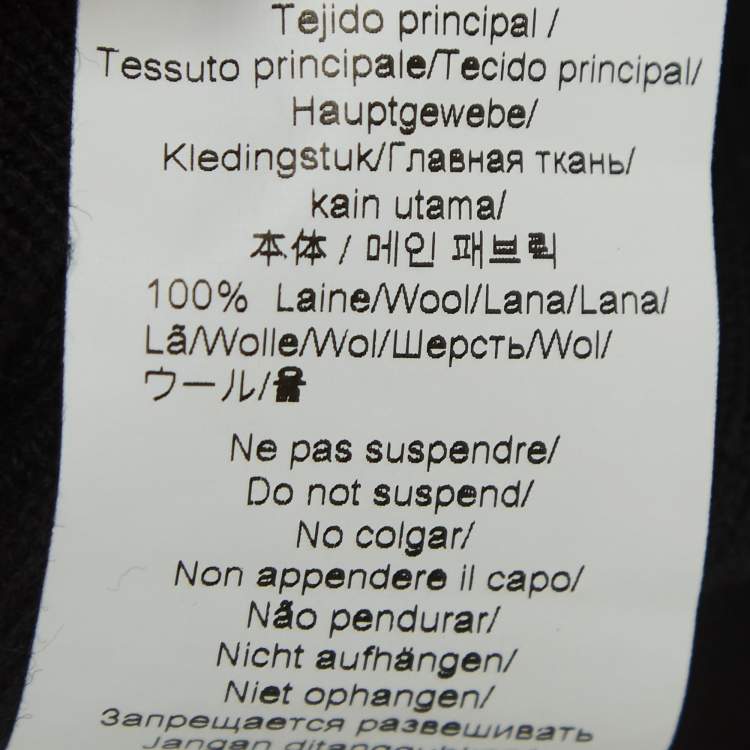 Tejido principal /
Tessuto principale/Tecido principal/
Hauptgewebe/
Kledingstuk/Главная ткань/
kain utama/
本体 / 메인 패브릭
100% Laine/Wool/Lana/Lana/
Lã/Wolle/Wol/Шерсть/Wol/
ウール/울
Ne pas suspendre/
Do not suspend/
No colgar/
Non appendere il capo/
Não pendurar/
Nicht aufhängen/
Niet ophangen/
Запрещается развешивать
Jangan